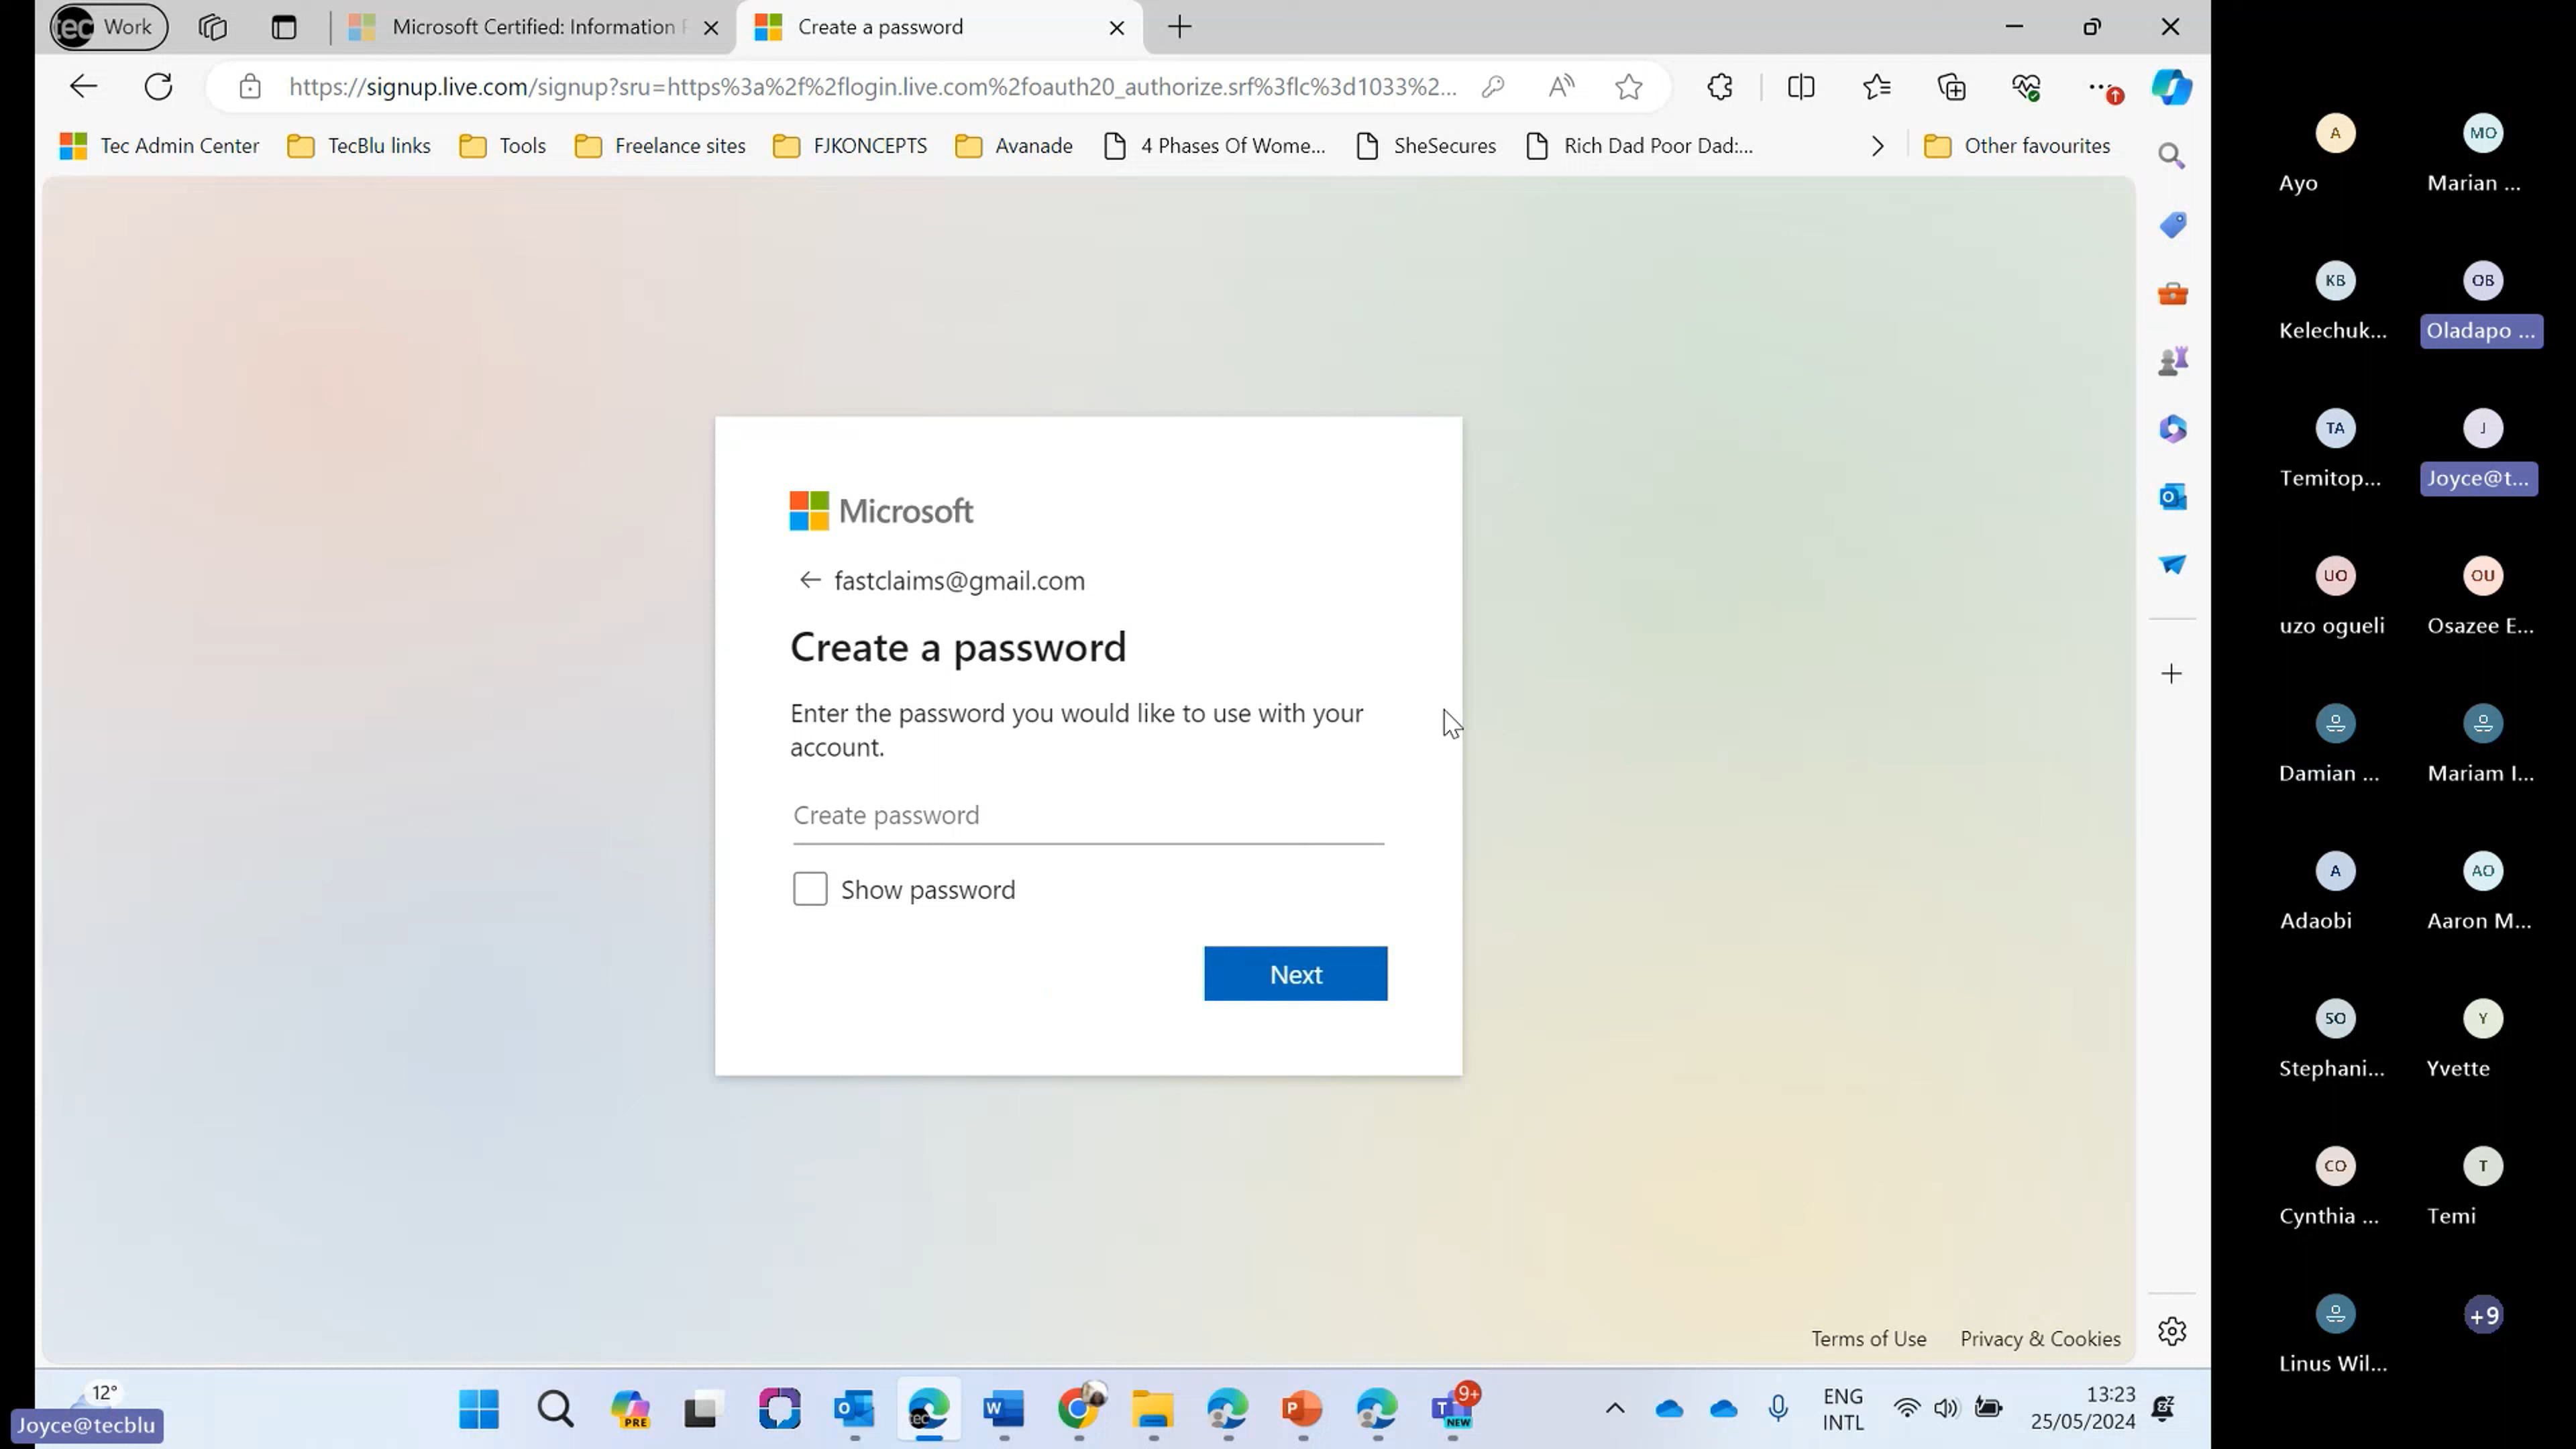 tec Work
Microsoft Certified: Information
Create a password
https://signup.live.com/signup?sru=https%3a%2f%2flogin.live.com%2foauth20_authorize.srf%3flc%3d1033%2...
Tec Admin Center
TecBlu links
Tools
Freelance sites
FJKONCEPTS
Avanade
4 Phases Of Wome...
SheSecures
Rich Dad Poor Dad:...
Other favourites
Microsoft
fastclaims@gmail.com
Create a password
Enter the password you would like to use with your
account.
Create password
Show password
Next
Terms of Use
Privacy & Cookies
A
MO
Ayo
Marian ...
KB
OB
Kelechuk...
Oladapo ...
TA
J
Temitop...
Joyce@t...
UO
OU
uzo ogueli
Osazee E...
Damian ...
Mariam I...
A
AO
Adaobi
Aaron M...
SO
Y
Stephani...
Yvette
CO
T
Cynthia ...
Temi
+9
Linus Wil...
12°
Joyce@tecblu
PRE
tec
W
P
T
9+
NEW
ENG
INTL
13:23
25/05/2024